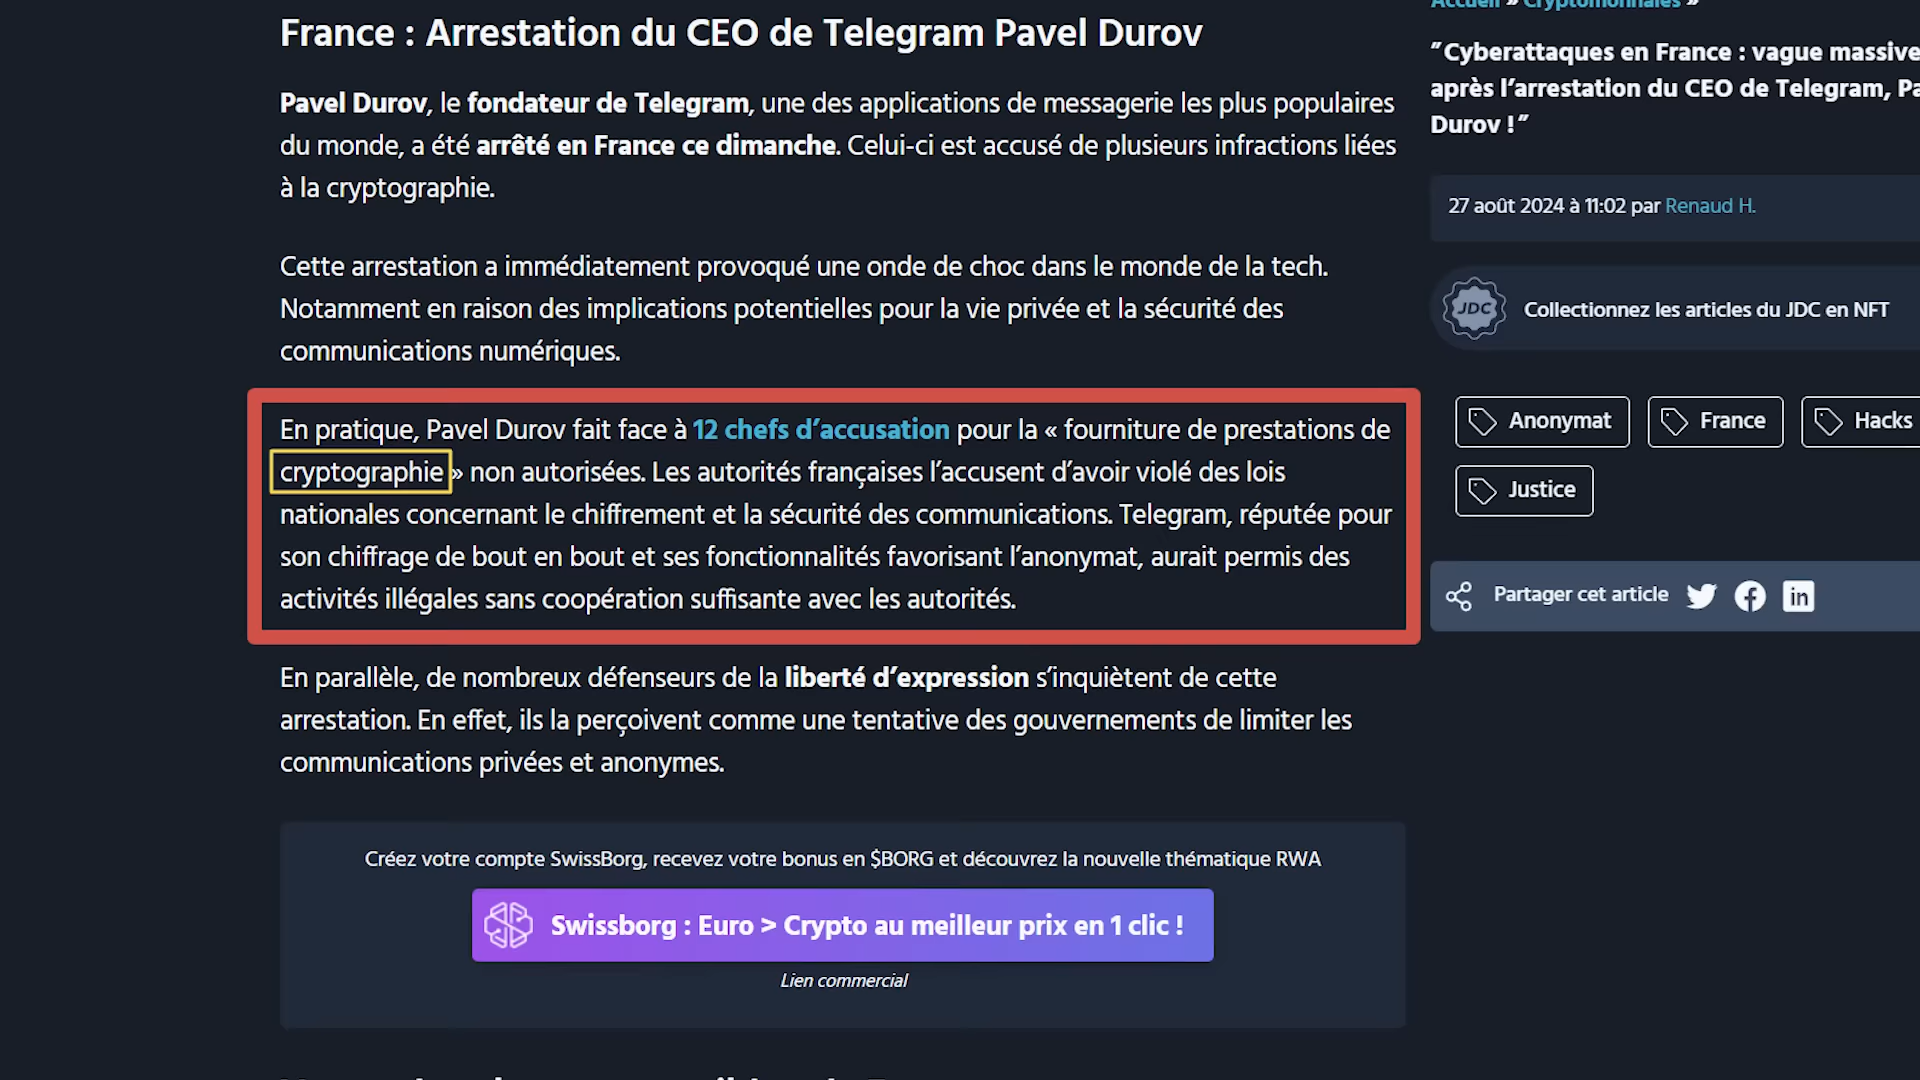 France : Arrestation du CEO de Telegram Pavel Durov
Pavel Durov, le fondateur de Telegram, une des applications de messagerie les plus populaires
du monde, a été arrêté en France ce dimanche. Celui-ci est accusé de plusieurs infractions liées
à la cryptographie.
Cette arrestation a immédiatement provoqué une onde de choc dans le monde de la tech.
Notamment en raison des implications potentielles pour la vie privée et la sécurité des
communications numériques.
En pratique, Pavel Durov fait face à 12 chefs d’accusation pour la « fourniture de prestations de
cryptographie » non autorisées. Les autorités françaises l’accusent d’avoir violé des lois
nationales concernant le chiffrement et la sécurité des communications. Telegram, réputée pour
son chiffrage de bout en bout et ses fonctionnalités favorisant l’anonymat, aurait permis des
activités illégales sans coopération suffisante avec les autorités.
En parallèle, de nombreux défenseurs de la liberté d’expression s’inquiètent de cette
arrestation. En effet, ils la perçoivent comme une tentative des gouvernements de limiter les
communications privées et anonymes.
Créez votre compte SwissBorg, recevez votre bonus en $BORG et découvrez la nouvelle thématique RWA
Swissborg : Euro > Crypto au meilleur prix en 1 clic !
Lien commercial
Accueil » Cryptomonnaies »
”Cyberattaques en France : vague massive
après l’arrestation du CEO de Telegram, Pa
Durov !”
27 août 2024 à 11:02 par Renaud H.
JDC
Collectionnez les articles du JDC en NFT
Anonymat
France
Hacks
Justice
Partager cet article